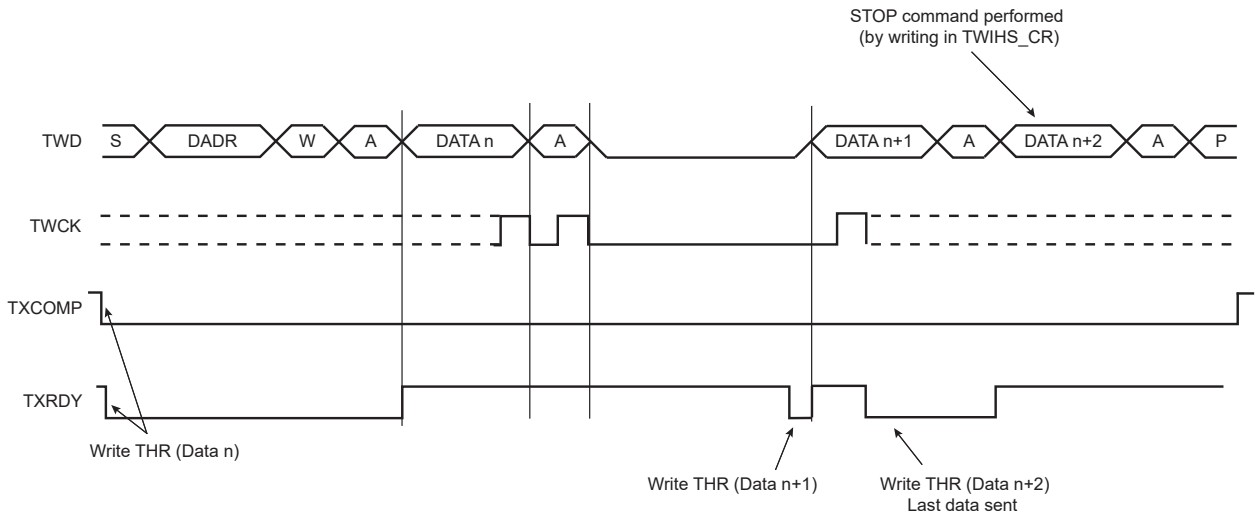 STOP command performed
(by writing in TWIHS_CR)
TWD S DADR W A DATA n A DATA n+1 A DATA n+2 A P
TWCK
TXCOMP
TXRDY
Write THR (Data n)
Write THR (Data n+1)
Write THR (Data n+2)
Last data sent